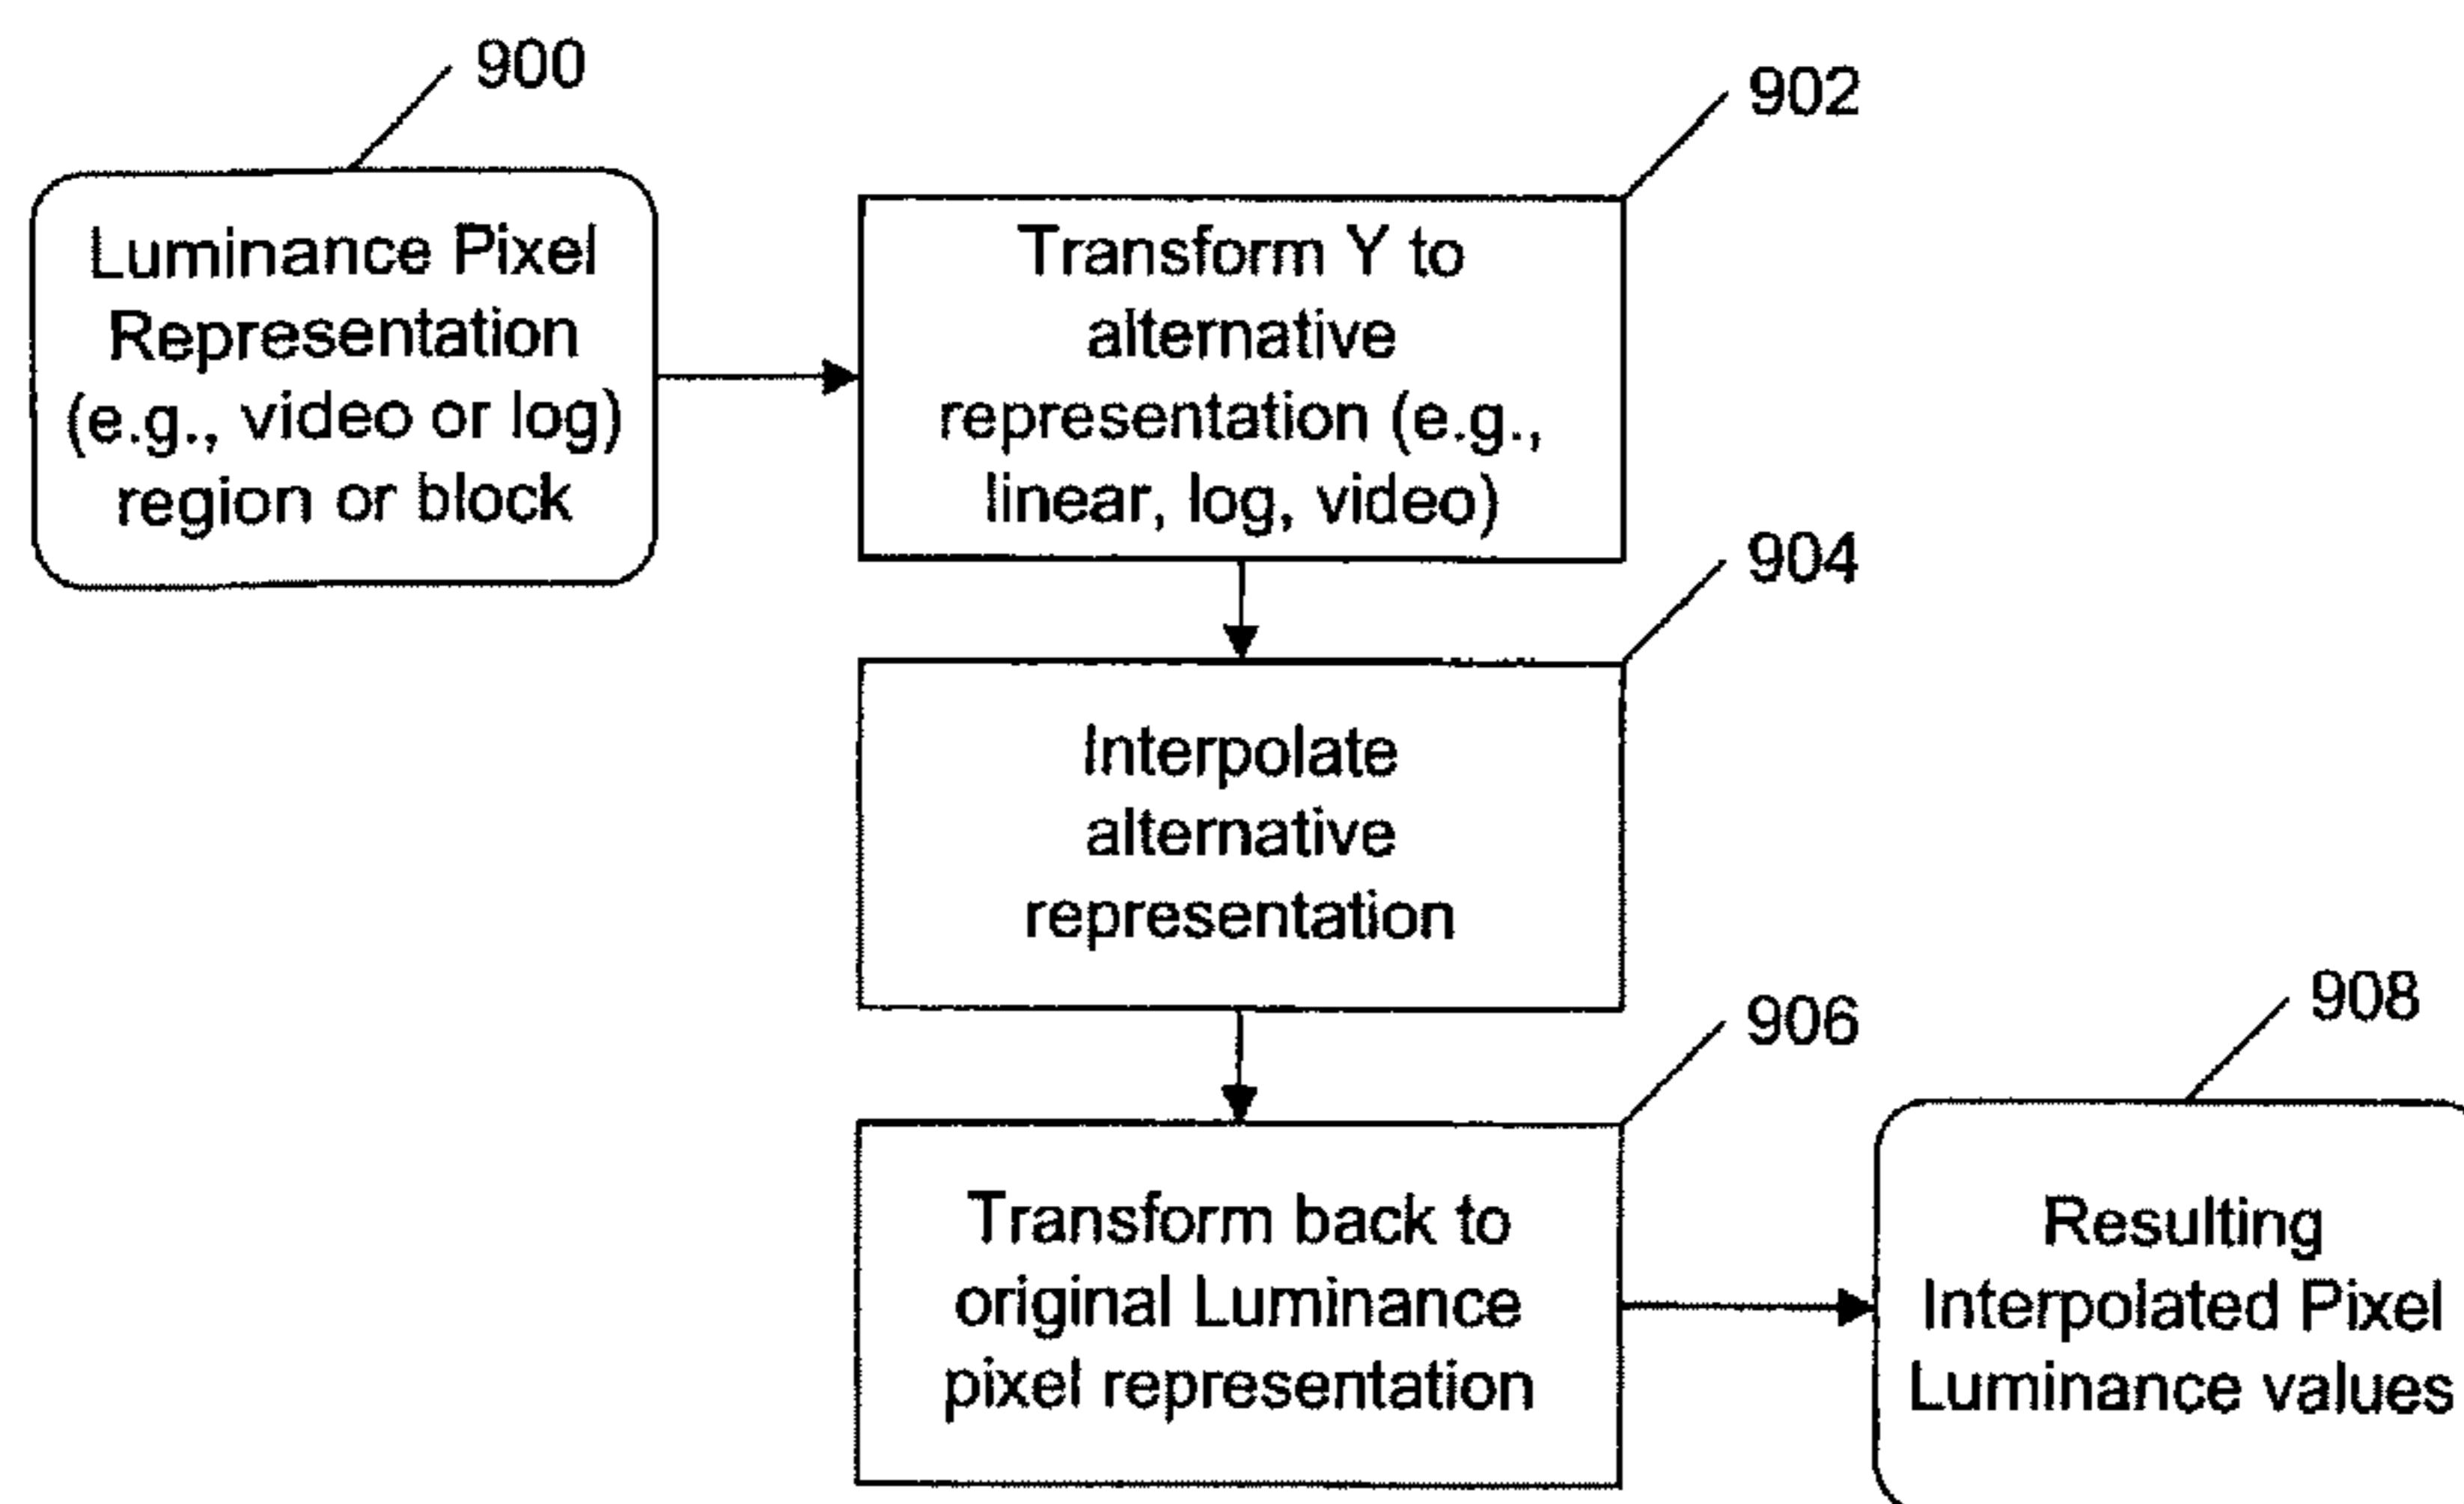 900
Luminance Pixel
Representation
(e.g., video or log)
region or block
902
Transform Y to
alternative
representation (e.g.,
linear, log, video)
904
Interpolate
alternative
representation
906
Transform back to
original Luminance
pixel representation
908
Resulting
Interpolated Pixel
Luminance values